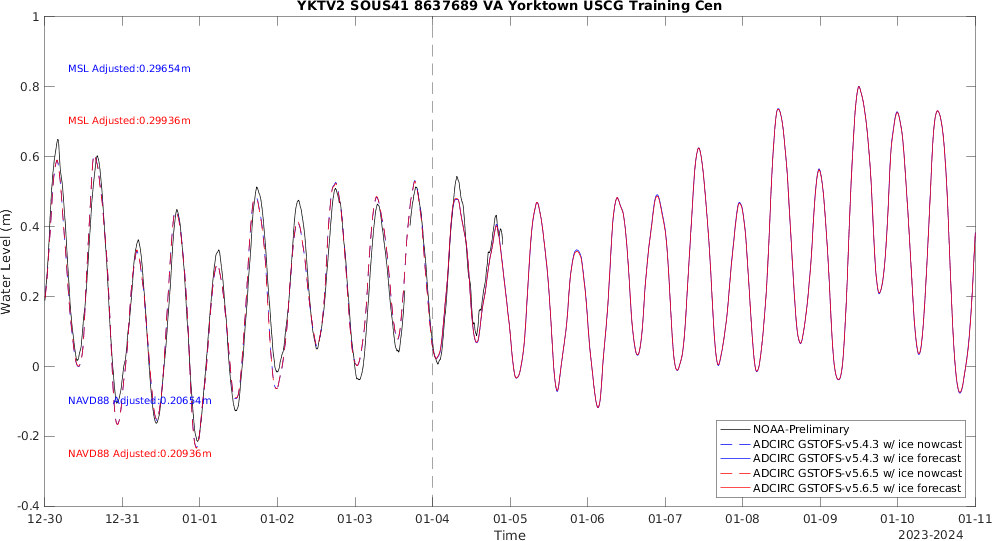 YKTV2 SOUS41 8637689 VA Yorktown USCG Training Cen
1
0.8
0.6
0.4
0.2
0
-0.2
-0.4
Water Level (m)
MSL Adjusted:0.29654m
MSL Adjusted:0.29936m
NAVD88 Adjusted:0.20654m
NAVD88 Adjusted:0.20936m
NOAA-Preliminary
ADCIRC GSTOFS-v5.4.3 w/ ice nowcast
ADCIRC GSTOFS-v5.4.3 w/ ice forecast
ADCIRC GSTOFS-v5.6.5 w/ ice nowcast
ADCIRC GSTOFS-v5.6.5 w/ ice forecast
12-30 12-31 01-01 01-02 01-03 01-04 01-05 01-06 01-07 01-08 01-09 01-10 01-11
Time
2023-2024